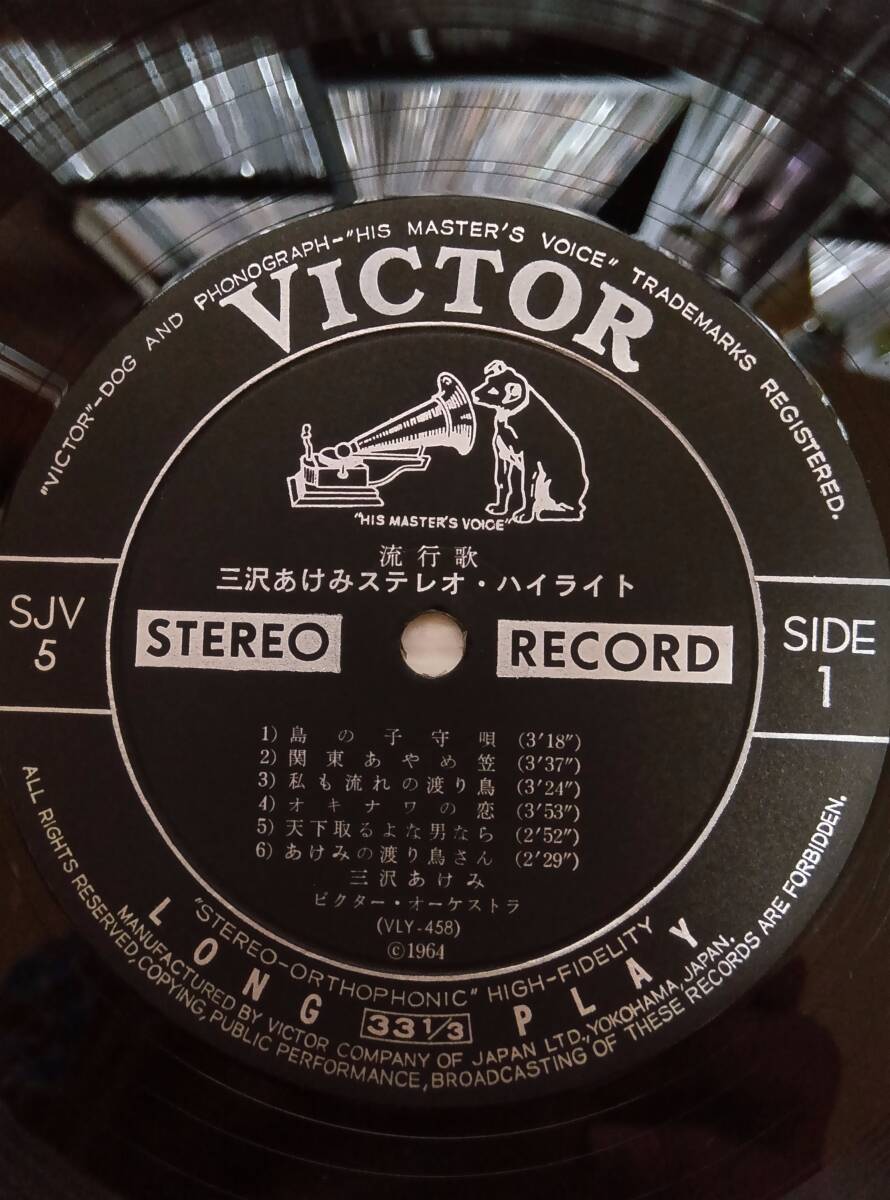 "VICTOR"-DOG AND PHONOGRAPH-"HIS MASTER'S VOICE" TRADEMARKS REGISTERED.
VICTOR
"HIS MASTER'S VOICE"
流行歌
三沢あけみステレオ・ハイライト
SJV
5
STEREO RECORD
SIDE
1
1) 島の子守唄 (3′18″)
2) 関東あやめ笠 (3′37″)
3) 私も流れの渡り鳥 (3′24″)
4) オキナワの恋 (3′53″)
5) 天下取るよな男なら (2′52″)
6) あけみの渡り鳥さん (2′29″)
三沢あけみ
ビクター・オーケストラ
(VLY-458)
©1964
"STEREO-ORTHOPHONIC" HIGH-FIDELITY
LONG 33 1/3 PLAY
MANUFACTURED BY VICTOR COMPANY OF JAPAN LTD., YOKOHAMA, JAPAN.
ALL RIGHTS RESERVED, COPYING, PUBLIC PERFORMANCE, BROADCASTING OF THESE RECORDS ARE FORBIDDEN.